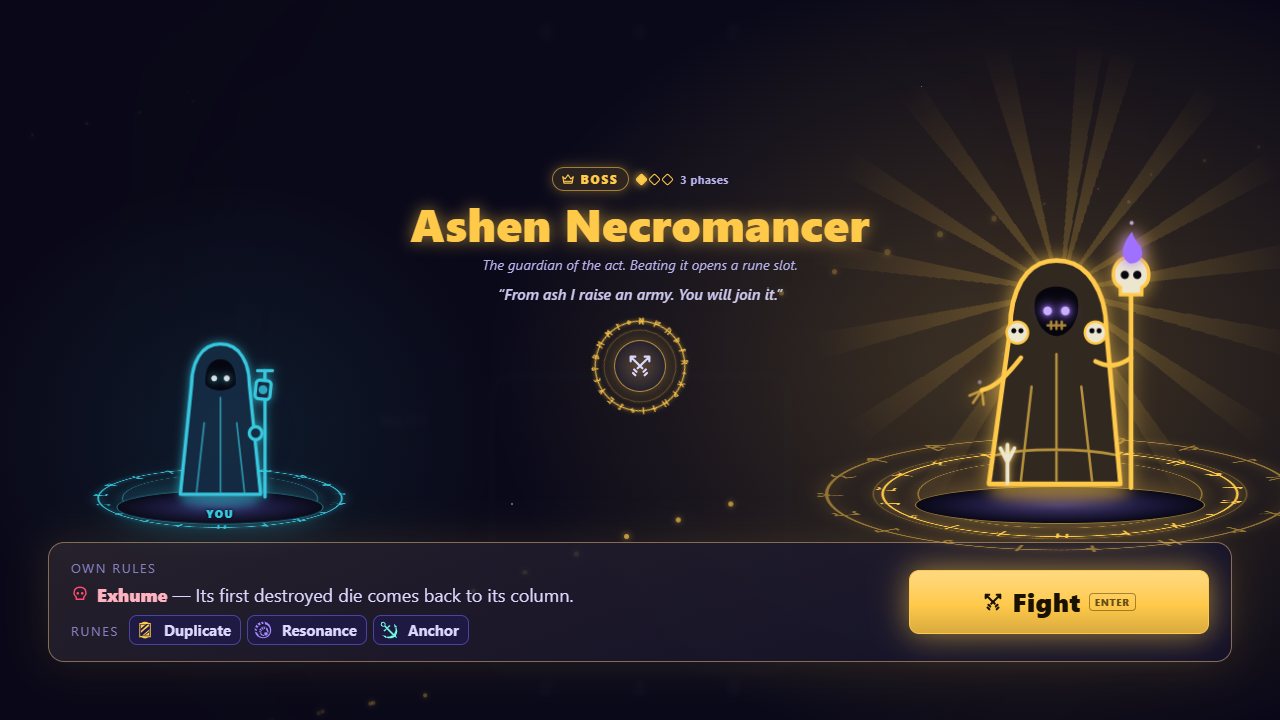 BOSS 3 phases
Ashen Necromancer
The guardian of the act. Beating it opens a rune slot.
“From ash I raise an army. You will join it.”
YOU
OWN RULES
Exhume — Its first destroyed die comes back to its column.
Fight ENTER
RUNES Duplicate Resonance Anchor